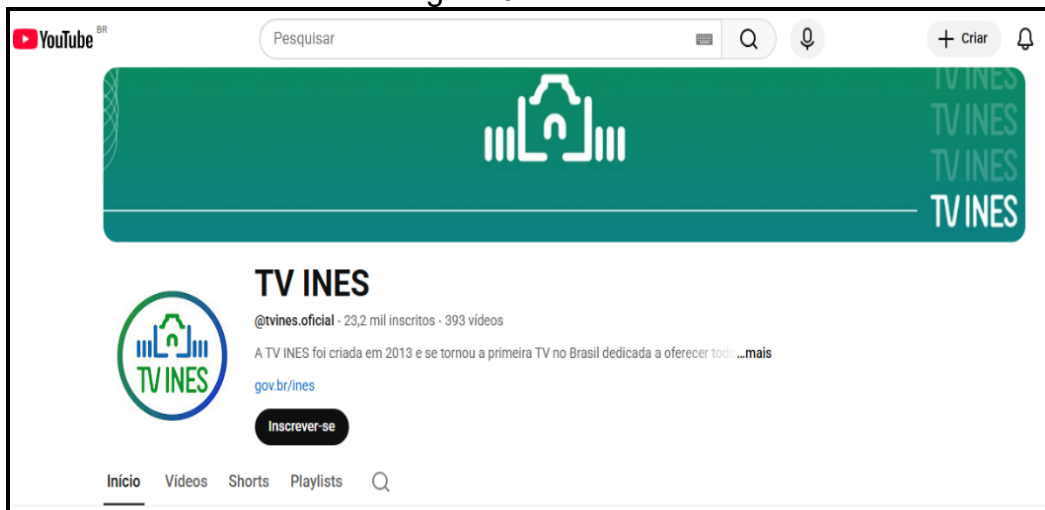 YouTube BR
Pesquisar
Criar
TV INES
TV INES
TV INES
TV INES
TV INES
@tvines.oficial · 23,2 mil inscritos · 393 vídeos
A TV INES foi criada em 2013 e se tornou a primeira TV no Brasil dedicada a oferecer todo ...mais
TV INES
gov.br/ines
Inscrever-se
Início Vídeos Shorts Playlists